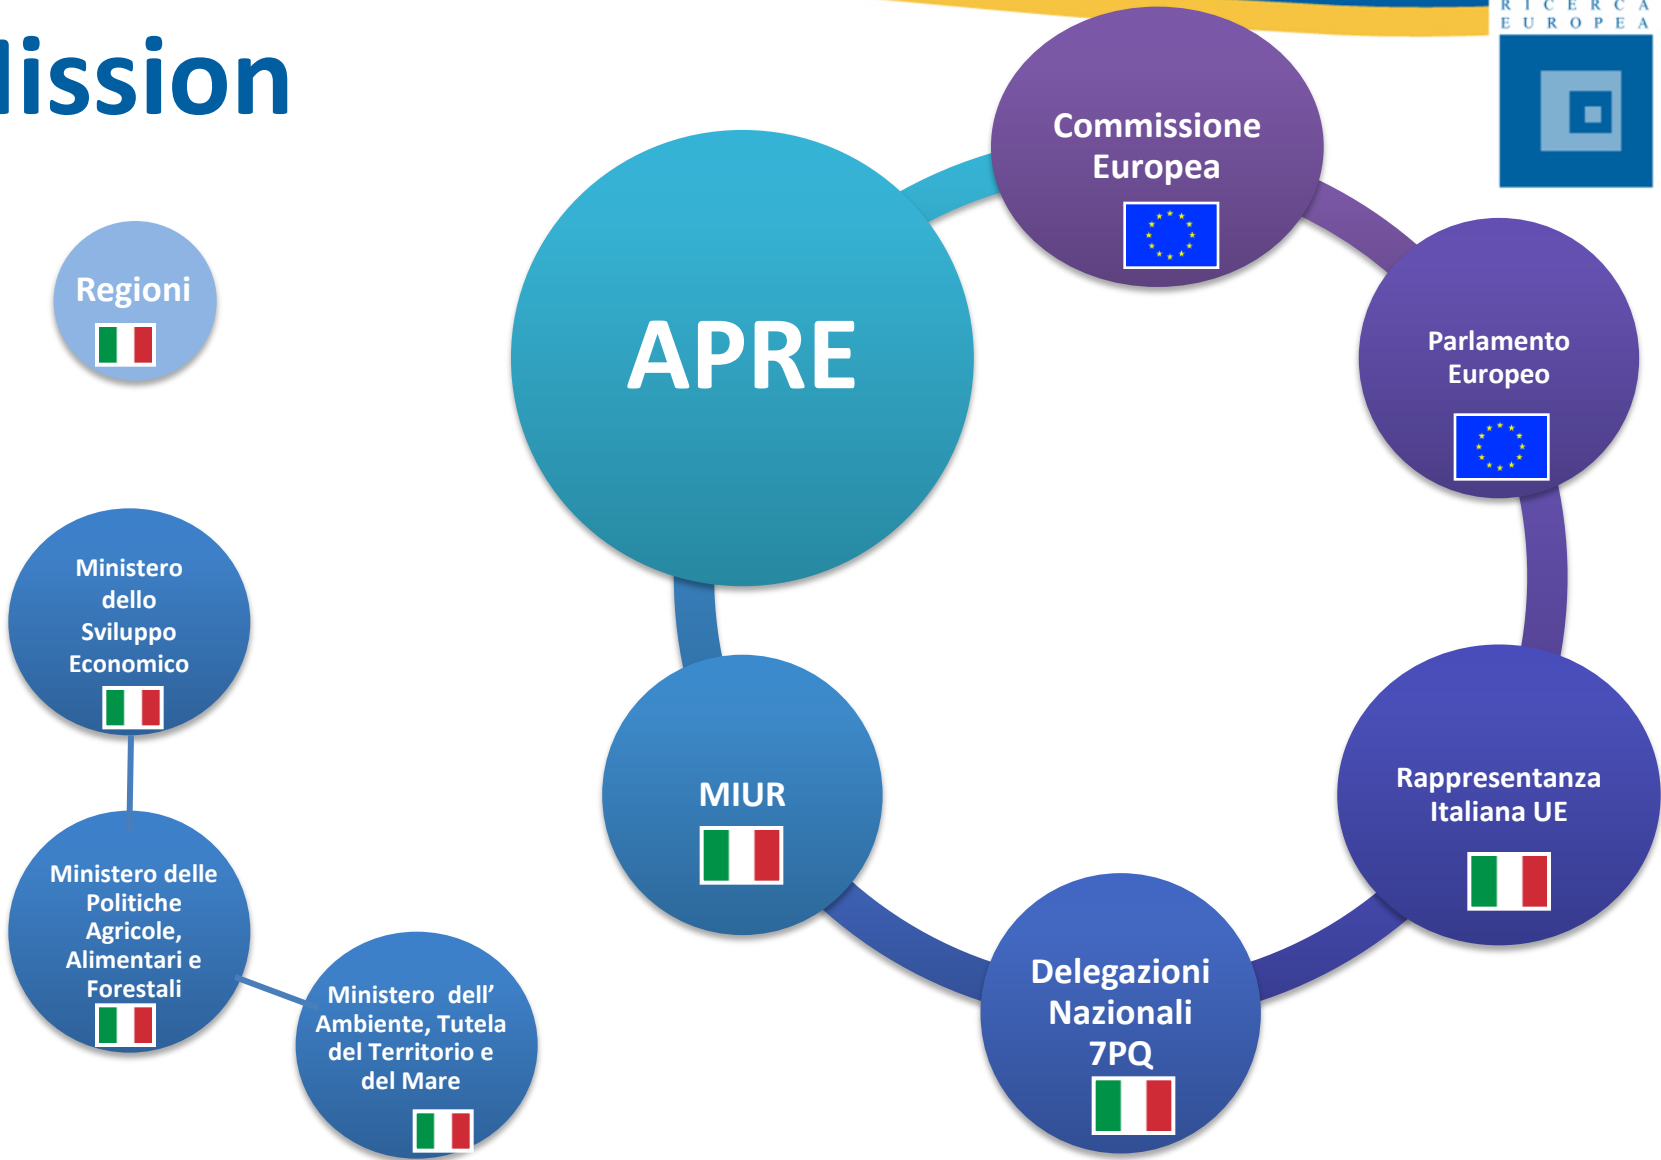 ission
RICERCA
EUROPEA
Commissione
Europea
Regioni
APRE
Parlamento
Europeo
Ministero
dello
Sviluppo
Economico
MIUR
Rappresentanza
Italiana UE
Ministero delle
Politiche
Agricole,
Alimentari e
Forestali
Delegazioni
Nazionali
7PQ
Ministero  dell’
Ambiente, Tutela
del Territorio e
del Mare